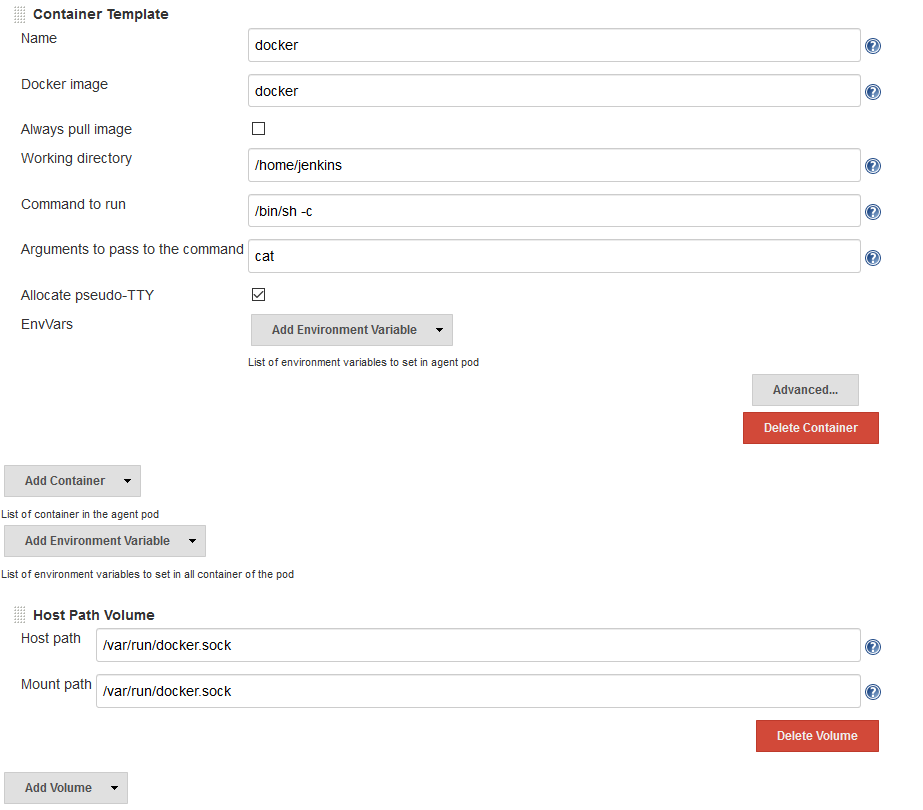 Container Template
Name
docker
Docker image
docker
Always pull image
Working directory
/home/jenkins
Command to run
/bin/sh -c
Arguments to pass to the command
cat
Allocate pseudo-TTY
EnvVars
Add Environment Variable
List of environment variables to set in agent pod
Advanced...
Delete Container
Add Container
List of container in the agent pod
Add Environment Variable
List of environment variables to set in all container of the pod
Host Path Volume
Host path
/var/run/docker.sock
Mount path
/var/run/docker.sock
Delete Volume
Add Volume